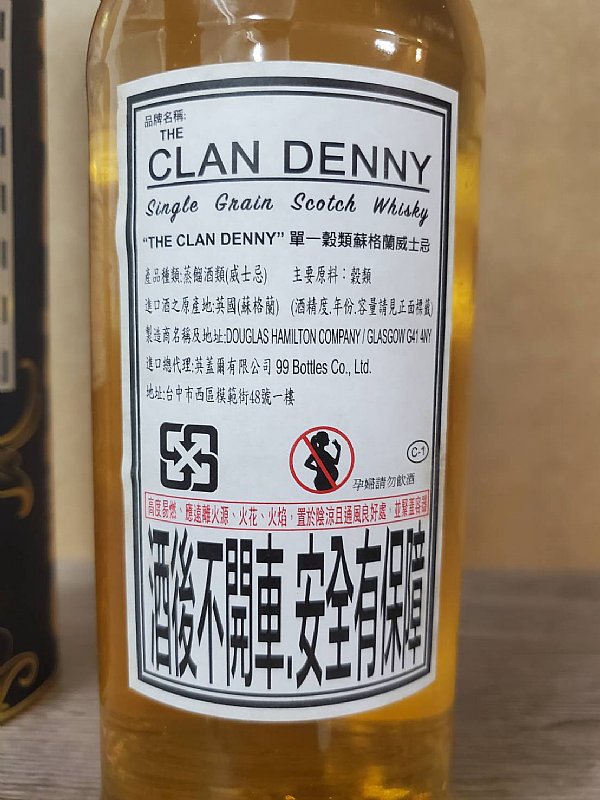 品牌名稱:
THE
CLAN DENNY
Single Grain Scotch Whisky
"THE CLAN DENNY" 單一穀類蘇格蘭威士忌
產品種類:蒸餾酒類(威士忌) 主要原料：穀類
進口酒之原產地:英國(蘇格蘭) (酒精度.年份.容量請見正面標籤)
製造商名稱及地址:DOUGLAS HAMILTON COMPANY / GLASGOW G41 4NY
進口總代理:英蓋爾有限公司 99 Bottles Co., Ltd.
地址:台中市西區模範街48號一樓
C-1
孕婦請勿飲酒
高度易燃、應遠離火源、火花、火焰，置於陰涼且通風良好處，並緊蓋容器
酒後不開車.安全有保障